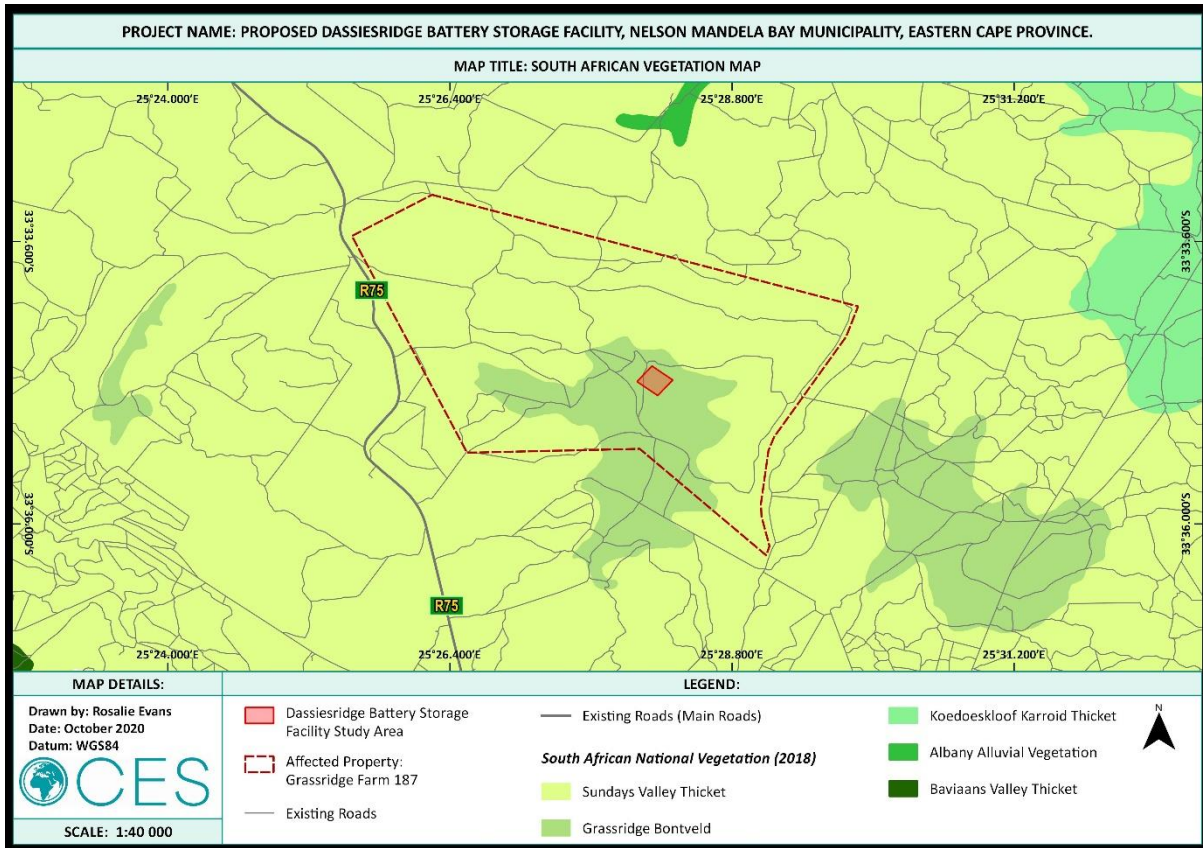 PROJECT NAME: PROPOSED DASSIESRIDGE BATTERY STORAGE FACILITY, NELSON MANDELA BAY MUNICIPALITY, EASTERN CAPE PROVINCE.
MAP TITLE: SOUTH AFRICAN VEGETATION MAP
25°24.000'E
25°26.400'E
25°28.800'E
25°31.200'E
33°33.600'S
33°33.600'S
R75
33°36.000'S
33°36.000'S
R75
25°24.000'E
25°26.400'E
25°28.800'E
25°31.200'E
MAP DETAILS:
Drawn by: Rosalie Evans
Date: October 2020
Datum: WGS84
CES
SCALE: 1:40 000
LEGEND:
Dassiesridge Battery Storage
Facility Study Area
Affected Property:
Grassridge Farm 187
Existing Roads
Existing Roads (Main Roads)
South African National Vegetation (2018)
Sundays Valley Thicket
Grassridge Bontveld
Koedoeskloof Karroid Thicket
Albany Alluvial Vegetation
Baviaans Valley Thicket
N